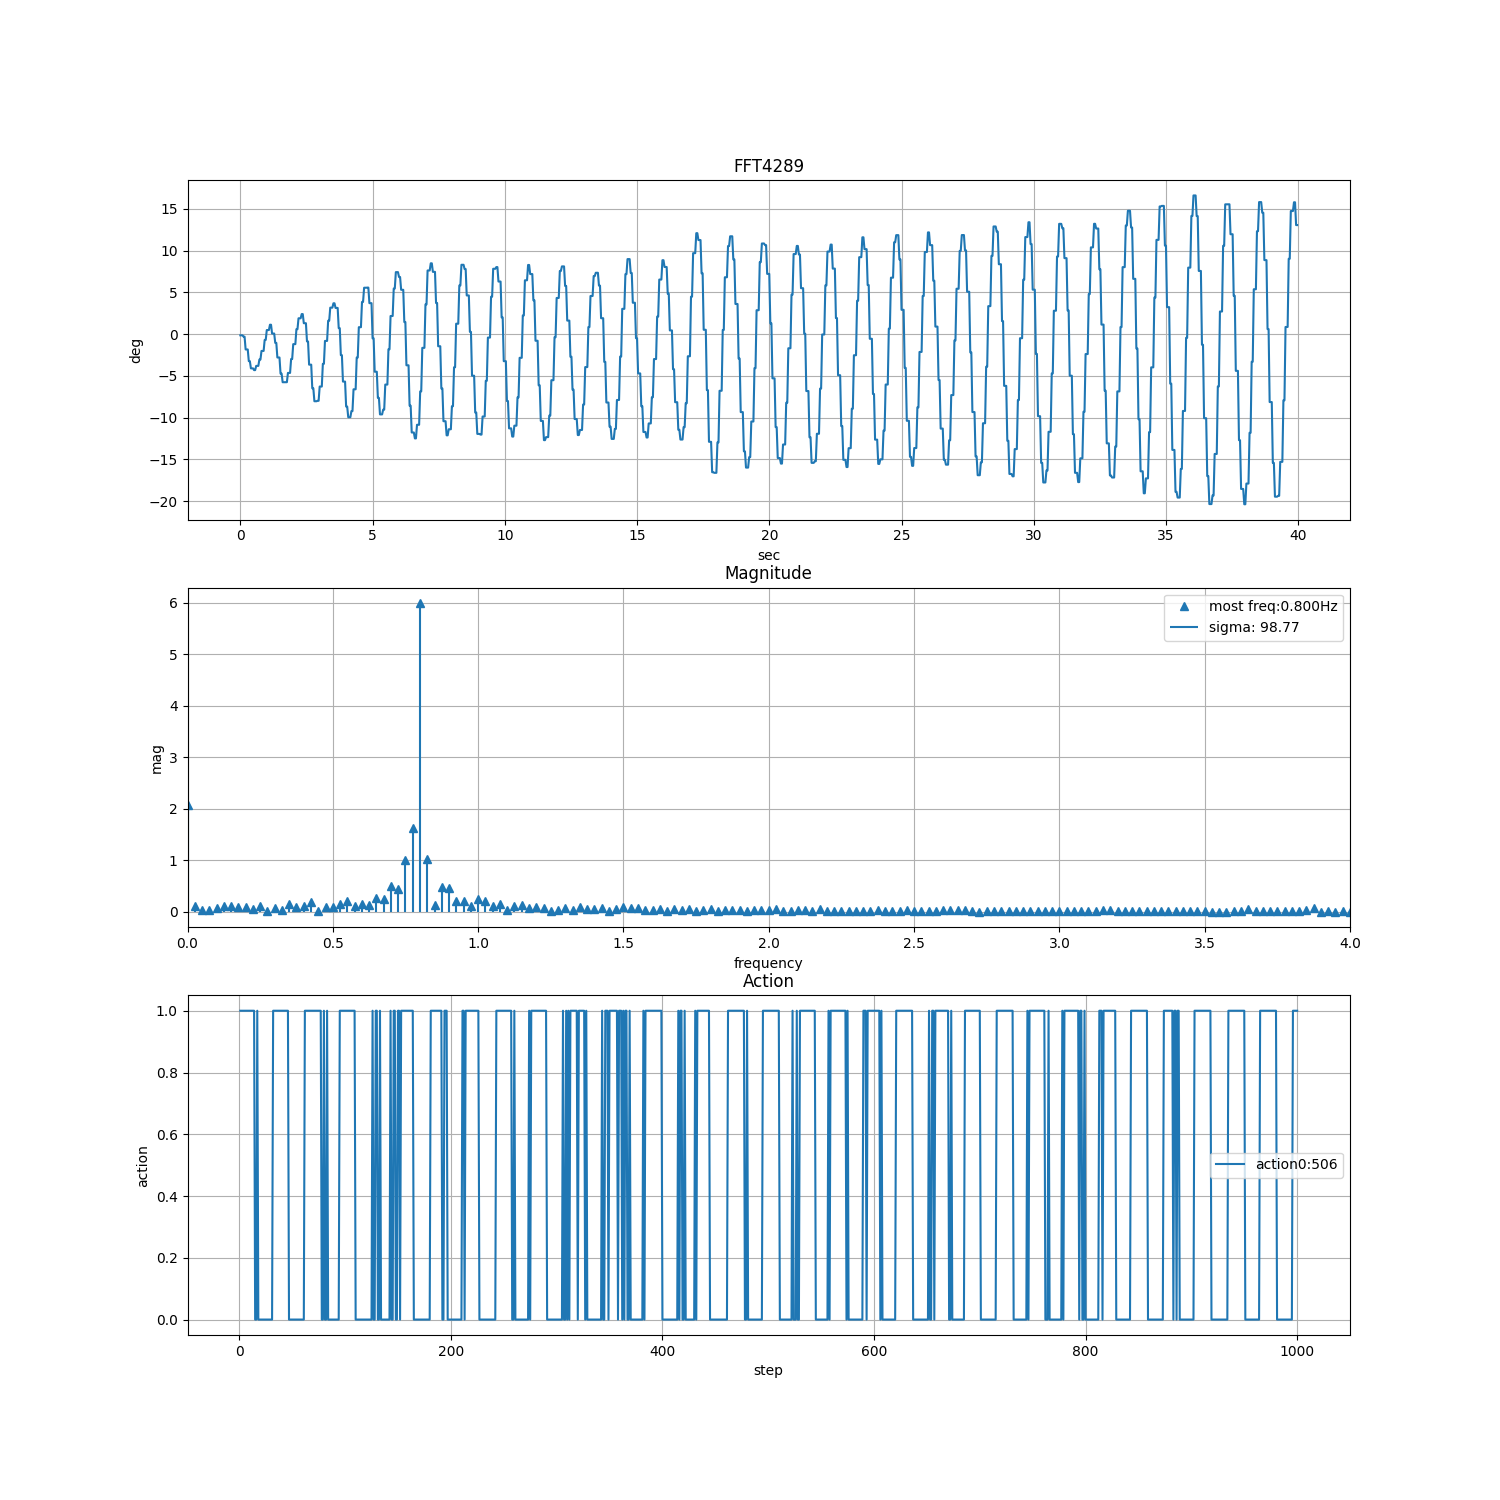 FFT4289
15
10
5
0
−5
−10
−15
−20
deg
0 5 10 15 20 25 30 35 40
sec
Magnitude
6
5
4
3
2
1
0
mag
most freq:0.800Hz
sigma: 98.77
0.0 0.5 1.0 1.5 2.0 2.5 3.0 3.5 4.0
frequency
Action
1.0
0.8
0.6
0.4
0.2
0.0
action
action0:506
0 200 400 600 800 1000
step